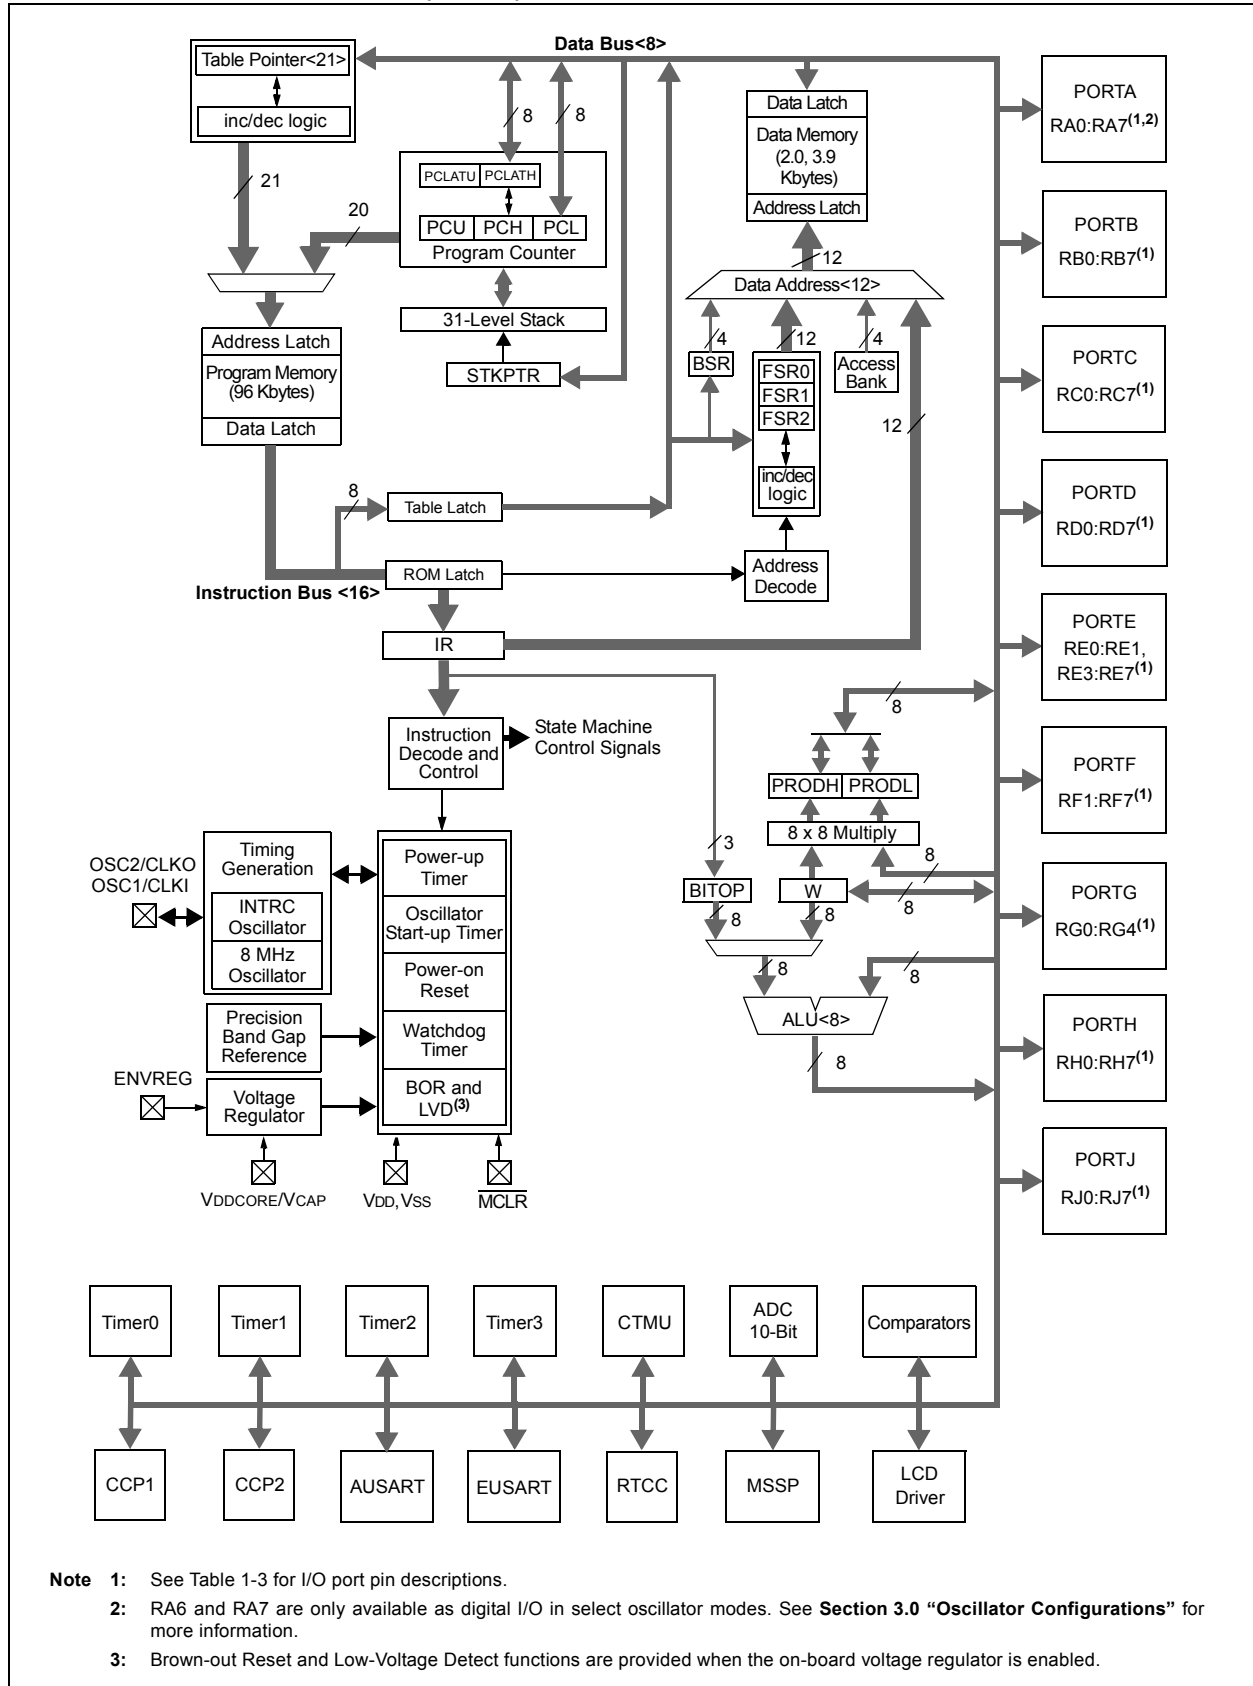 Data Bus<8>
Table Pointer<21>
inc/dec logic
21
20
8
8
PCLATU PCLATH
PCU PCH PCL
Program Counter
31-Level Stack
STKPTR
Address Latch
Program Memory
(96 Kbytes)
Data Latch
Data Latch
Data Memory
(2.0, 3.9
Kbytes)
Address Latch
12
Data Address<12>
4
12
4
BSR
FSR0
FSR1
FSR2
inc/dec
logic
Access
Bank
12
Address
Decode
8
Table Latch
ROM Latch
Instruction Bus <16>
IR
Instruction
Decode and
Control
State Machine
Control Signals
8
PRODH PRODL
8 x 8 Multiply
3
8
BITOP
W
8
8
8
8
8
ALU<8>
8
OSC2/CLKO
OSC1/CLKI
Timing
Generation
INTRC
Oscillator
8 MHz
Oscillator
Precision
Band Gap
Reference
ENVREG
Voltage
Regulator
Power-up
Timer
Oscillator
Start-up Timer
Power-on
Reset
Watchdog
Timer
BOR and
LVD(3)
VDDCORE/VCAP
VDD, VSS
MCLR
PORTA
RA0:RA7(1,2)
PORTB
RB0:RB7(1)
PORTC
RC0:RC7(1)
PORTD
RD0:RD7(1)
PORTE
RE0:RE1,
RE3:RE7(1)
PORTF
RF1:RF7(1)
PORTG
RG0:RG4(1)
PORTH
RH0:RH7(1)
PORTJ
RJ0:RJ7(1)
Timer0
Timer1
Timer2
Timer3
CTMU
ADC
10-Bit
Comparators
CCP1
CCP2
AUSART
EUSART
RTCC
MSSP
LCD
Driver
Note 1: See Table 1-3 for I/O port pin descriptions.
2: RA6 and RA7 are only available as digital I/O in select oscillator modes. See Section 3.0 “Oscillator Configurations” for
more information.
3: Brown-out Reset and Low-Voltage Detect functions are provided when the on-board voltage regulator is enabled.